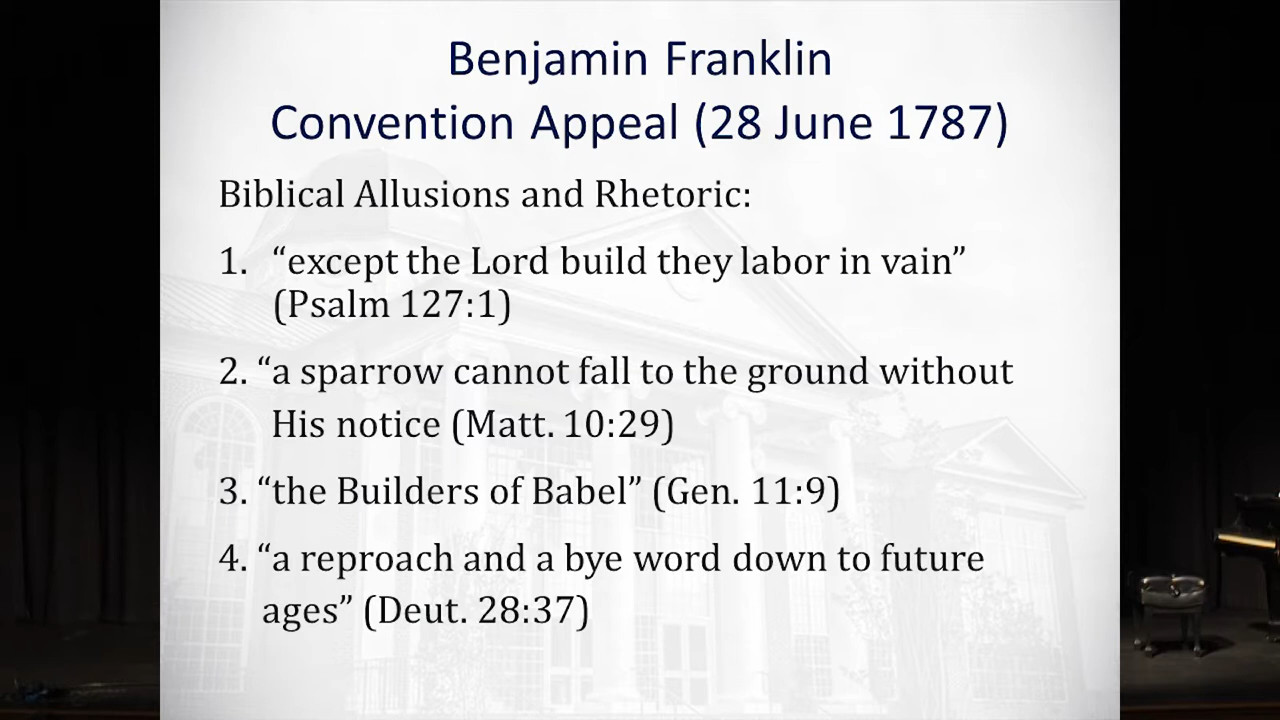 Benjamin Franklin
Convention Appeal (28 June 1787)
Biblical Allusions and Rhetoric:
1. “except the Lord build they labor in vain”
(Psalm 127:1)
2. “a sparrow cannot fall to the ground without
His notice (Matt. 10:29)
3. “the Builders of Babel” (Gen. 11:9)
4. “a reproach and a bye word down to future
ages” (Deut. 28:37)